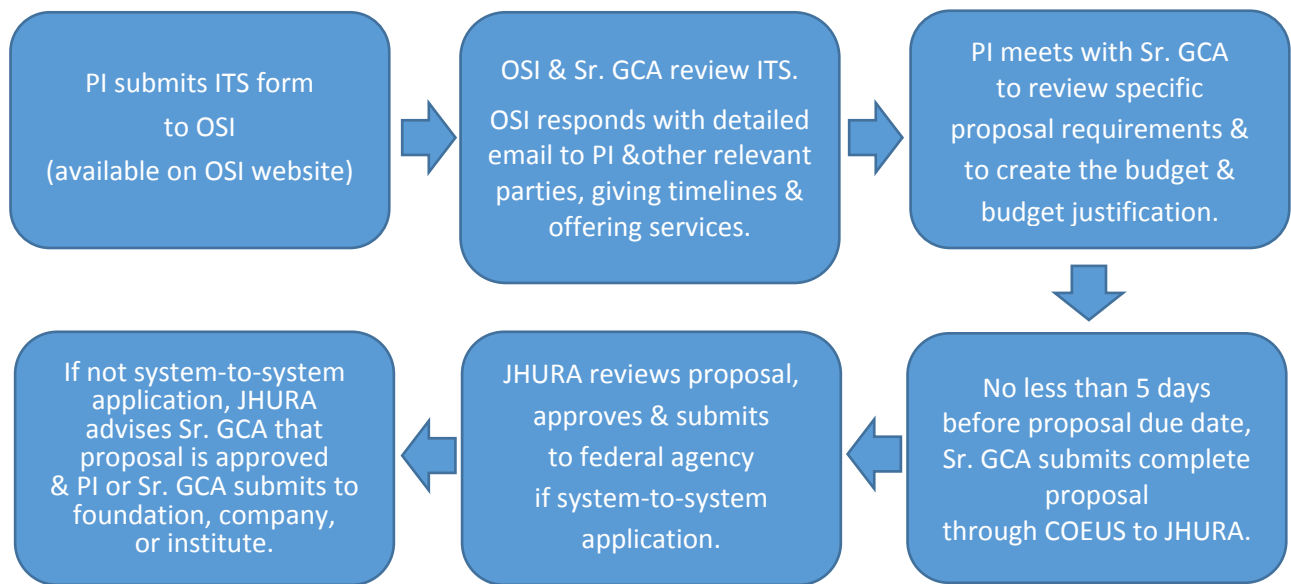 PI submits ITS form
to OSI
(available on OSI website)
OSI & Sr. GCA review ITS.
OSI responds with detailed
email to PI &other relevant
parties, giving timelines &
offering services.
PI meets with Sr. GCA
to review specific
proposal requirements &
to create the budget &
budget justification.
No less than 5 days
before proposal due date,
Sr. GCA submits complete
proposal
through COEUS to JHURA.
JHURA reviews proposal,
approves & submits
to federal agency
if system-to-system
application.
If not system-to-system
application, JHURA
advises Sr. GCA that
proposal is approved
& PI or Sr. GCA submits to
foundation, company,
or institute.